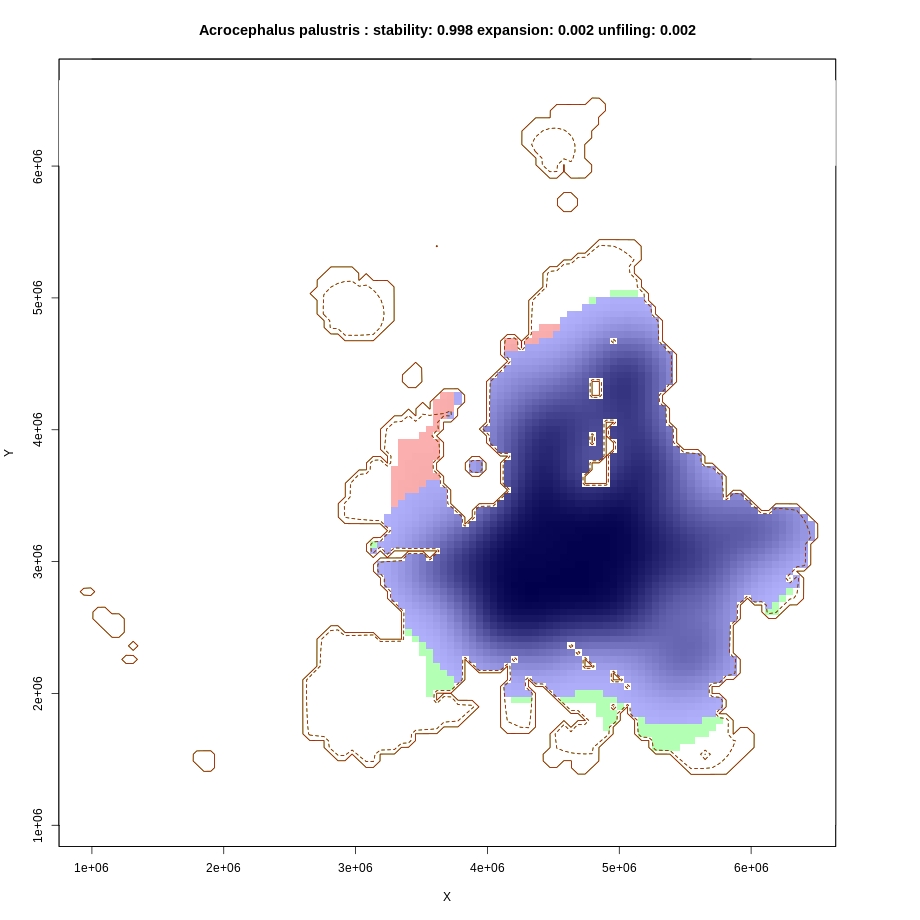 Acrocephalus palustris : stability: 0.998 expansion: 0.002 unfiling: 0.002
6e+06
5e+06
4e+06
Y
3e+06
2e+06
1e+06
1e+06 2e+06 3e+06 4e+06 5e+06 6e+06
X